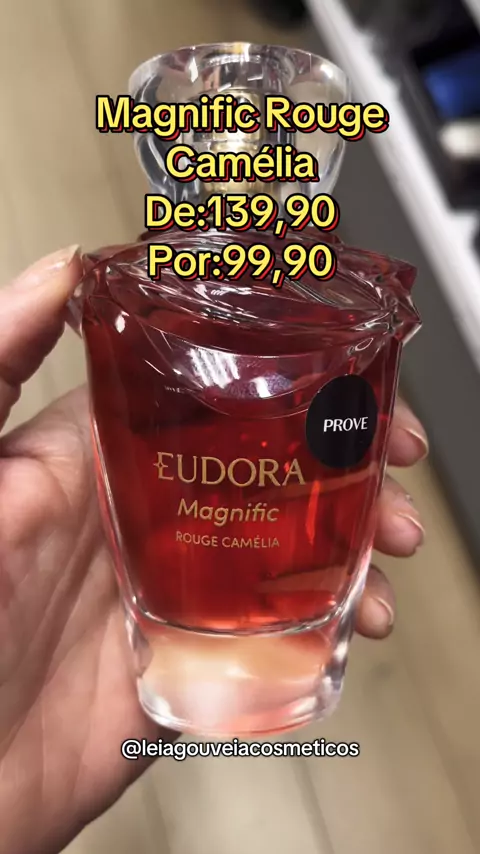 Magnific Rouge
Camélia
De:139,90
Por:99,90
PROVE
EUDORA
Magnific
ROUGE CAMÉLIA
@leiagouveiacosmeticos